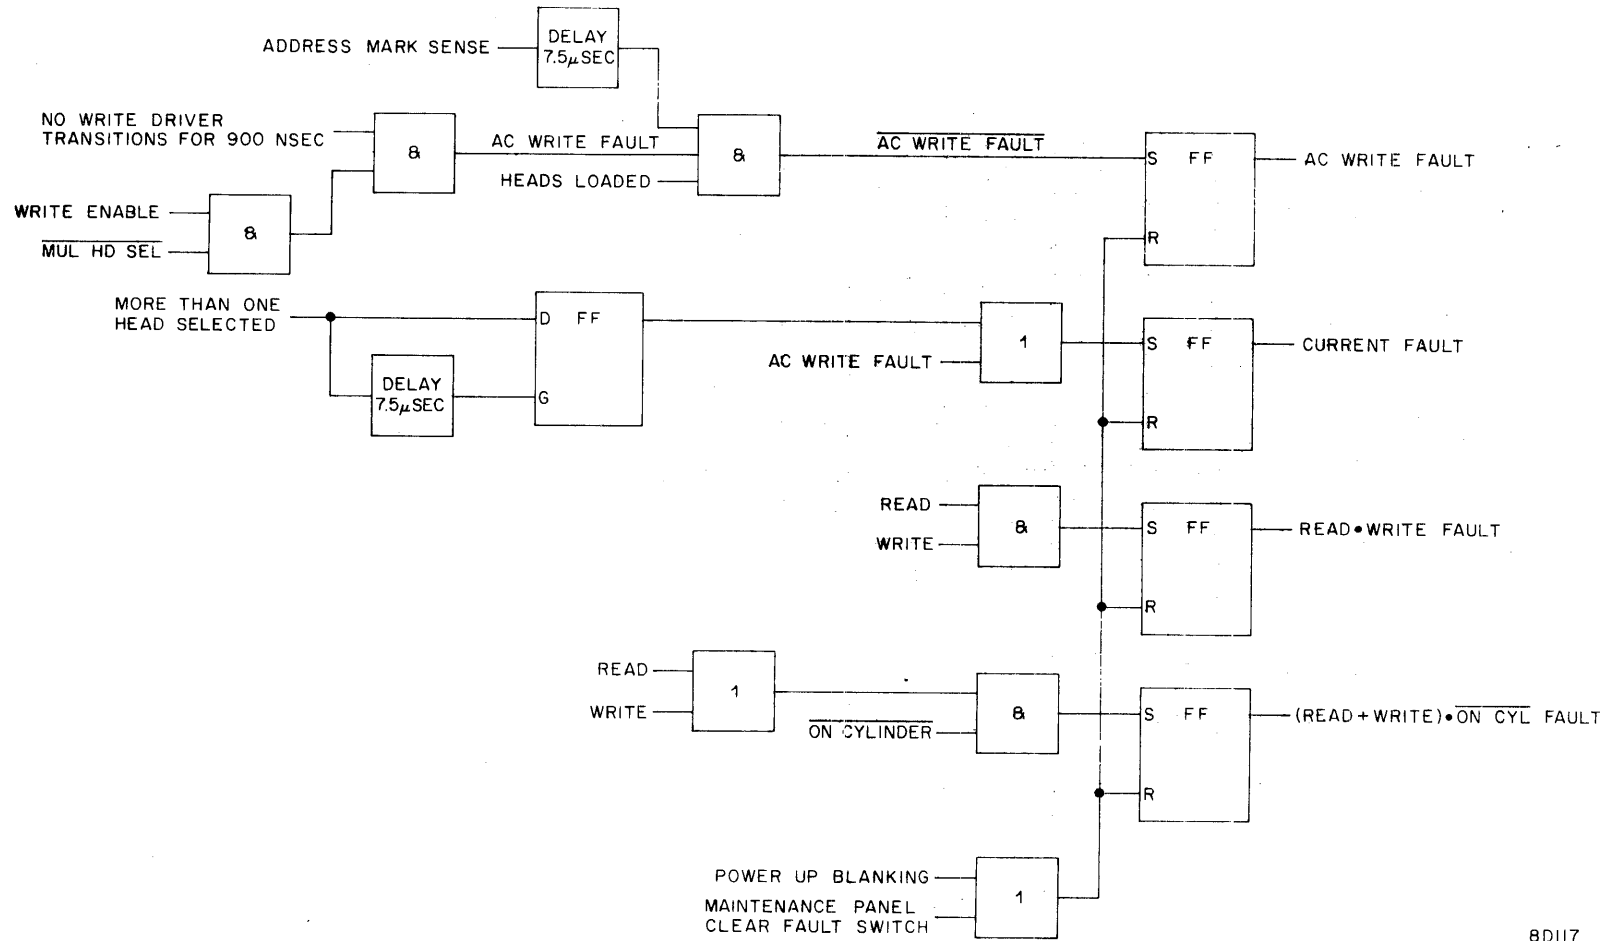 DELAY
7.5µSEC
ADDRESS MARK SENSE
NO WRITE DRIVER
TRANSITIONS FOR 900 NSEC
&
AC WRITE FAULT
HEADS LOADED
&
AC WRITE FAULT
S FF
R
AC WRITE FAULT
WRITE ENABLE
MUL HD SEL
&
MORE THAN ONE
HEAD SELECTED
D FF
G
DELAY
7.5µSEC
AC WRITE FAULT
1
S FF
R
CURRENT FAULT
READ
WRITE
&
S FF
R
READ•WRITE FAULT
READ
WRITE
1
ON CYLINDER
&
S FF
R
(READ+WRITE)•ON CYL FAULT
POWER UP BLANKING
MAINTENANCE PANEL
CLEAR FAULT SWITCH
1
8D117